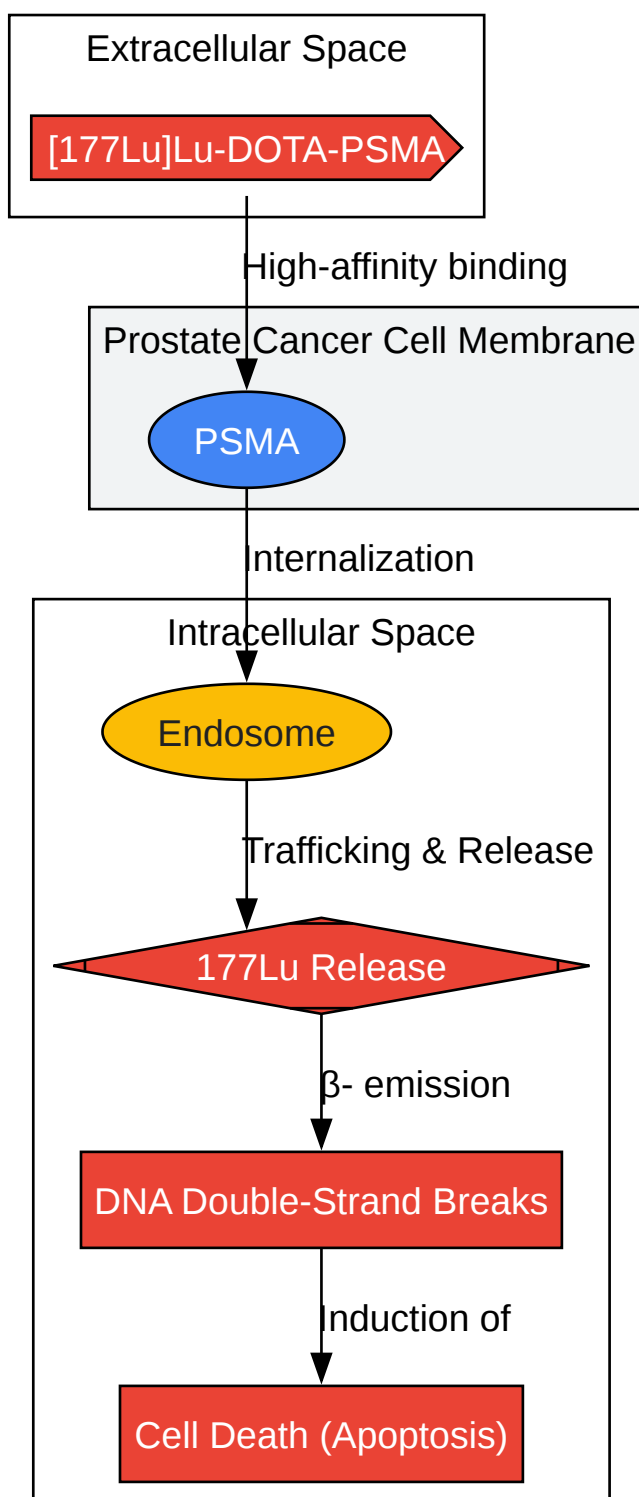 Extracellular Space
[177Lu]Lu-DOTA-PSMA
High-affinity binding
Prostate Cancer Cell Membrane
PSMA
Internalization
Intracellular Space
Endosome
Trafficking & Release
177Lu Release
β- emission
DNA Double-Strand Breaks
Induction of
Cell Death (Apoptosis)